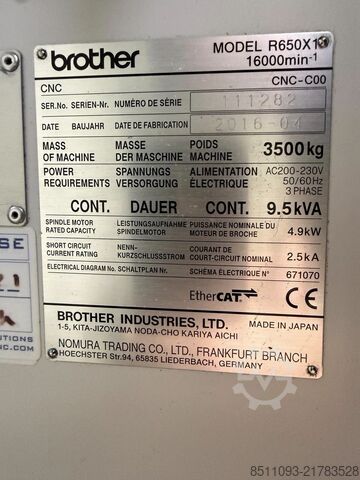 brother
MODEL R650X1
16000min⁻¹
CNC CNC-C00
SER.No. SERIEN-Nr. NUMÉRO DE SÉRIE 111282
DATE BAUJAHR DATE DE FABRICATION 2016-04
MASS MASSE POIDS
OF MACHINE DER MASCHINE MACHINE 3500kg
POWER SPANNUNGS ALIMENTATION AC200-230V
REQUIREMENTS VERSORGUNG ÉLECTRIQUE 50/60Hz
3 PHASE
CONT. DAUER CONT. 9.5kVA
SPINDLE MOTOR LEISTUNGSAUFNAHME PUISSANCE NOMINALE DU
RATED CAPACITY SPINDELMOTOR MOTEUR DE BROCHE 4.9kW
SHORT CIRCUIT NENN- COURANT DE
CURRENT RATING KURZSCHLUSSSTROM COURT-CIRCUIT NOMINAL 2.5kA
ELECTRICAL DIAGRAM No. SCHALTPLAN Nr. SCHÉMA ÉLECTRIQUE N° 671070
EtherCAT CE
BROTHER INDUSTRIES, LTD.
1-5, KITA-JIZOYAMA NODA-CHO KARIYA AICHI MADE IN JAPAN
NOMURA TRADING CO., LTD., FRANKFURT BRANCH
HOECHSTER Str.94, 65835 LIEDERBACH, GERMANY
SE
UTIONS
NC.COM
8511093-21783528